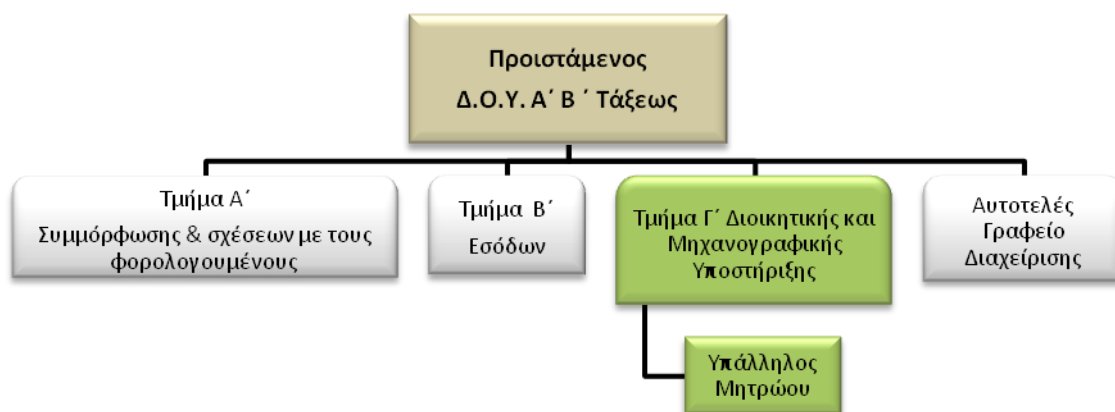 Προιστάμενος
Δ.Ο.Υ. Α΄ Β ΄ Τάξεως
Τμήμα Α΄
Συμμόρφωσης & σχέσεων με τους
φορολογουμένους
Τμήμα Β΄
Εσόδων
Τμήμα Γ΄ Διοικητικής και
Μηχανογραφικής
Υποστήριξης
Αυτοτελές
Γραφείο
Διαχείρισης
Υπάλληλος
Μητρώου